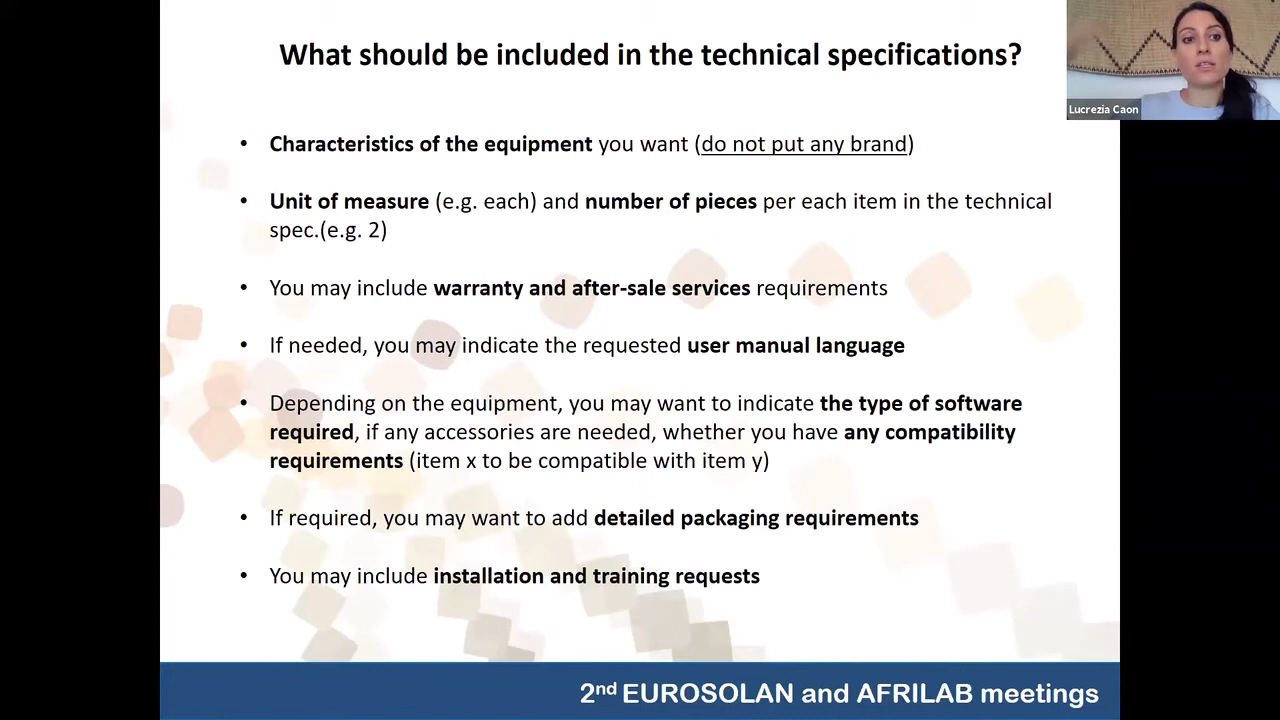 What should be included in the technical specifications?
Lucrezia Caon
• Characteristics of the equipment you want (do not put any brand)
• Unit of measure (e.g. each) and number of pieces per each item in the technical
spec.(e.g. 2)
• You may include warranty and after-sale services requirements
• If needed, you may indicate the requested user manual language
• Depending on the equipment, you may want to indicate the type of software
required, if any accessories are needed, whether you have any compatibility
requirements (item x to be compatible with item y)
• If required, you may want to add detailed packaging requirements
• You may include installation and training requests
2nd EUROSOLAN and AFRILAB meetings